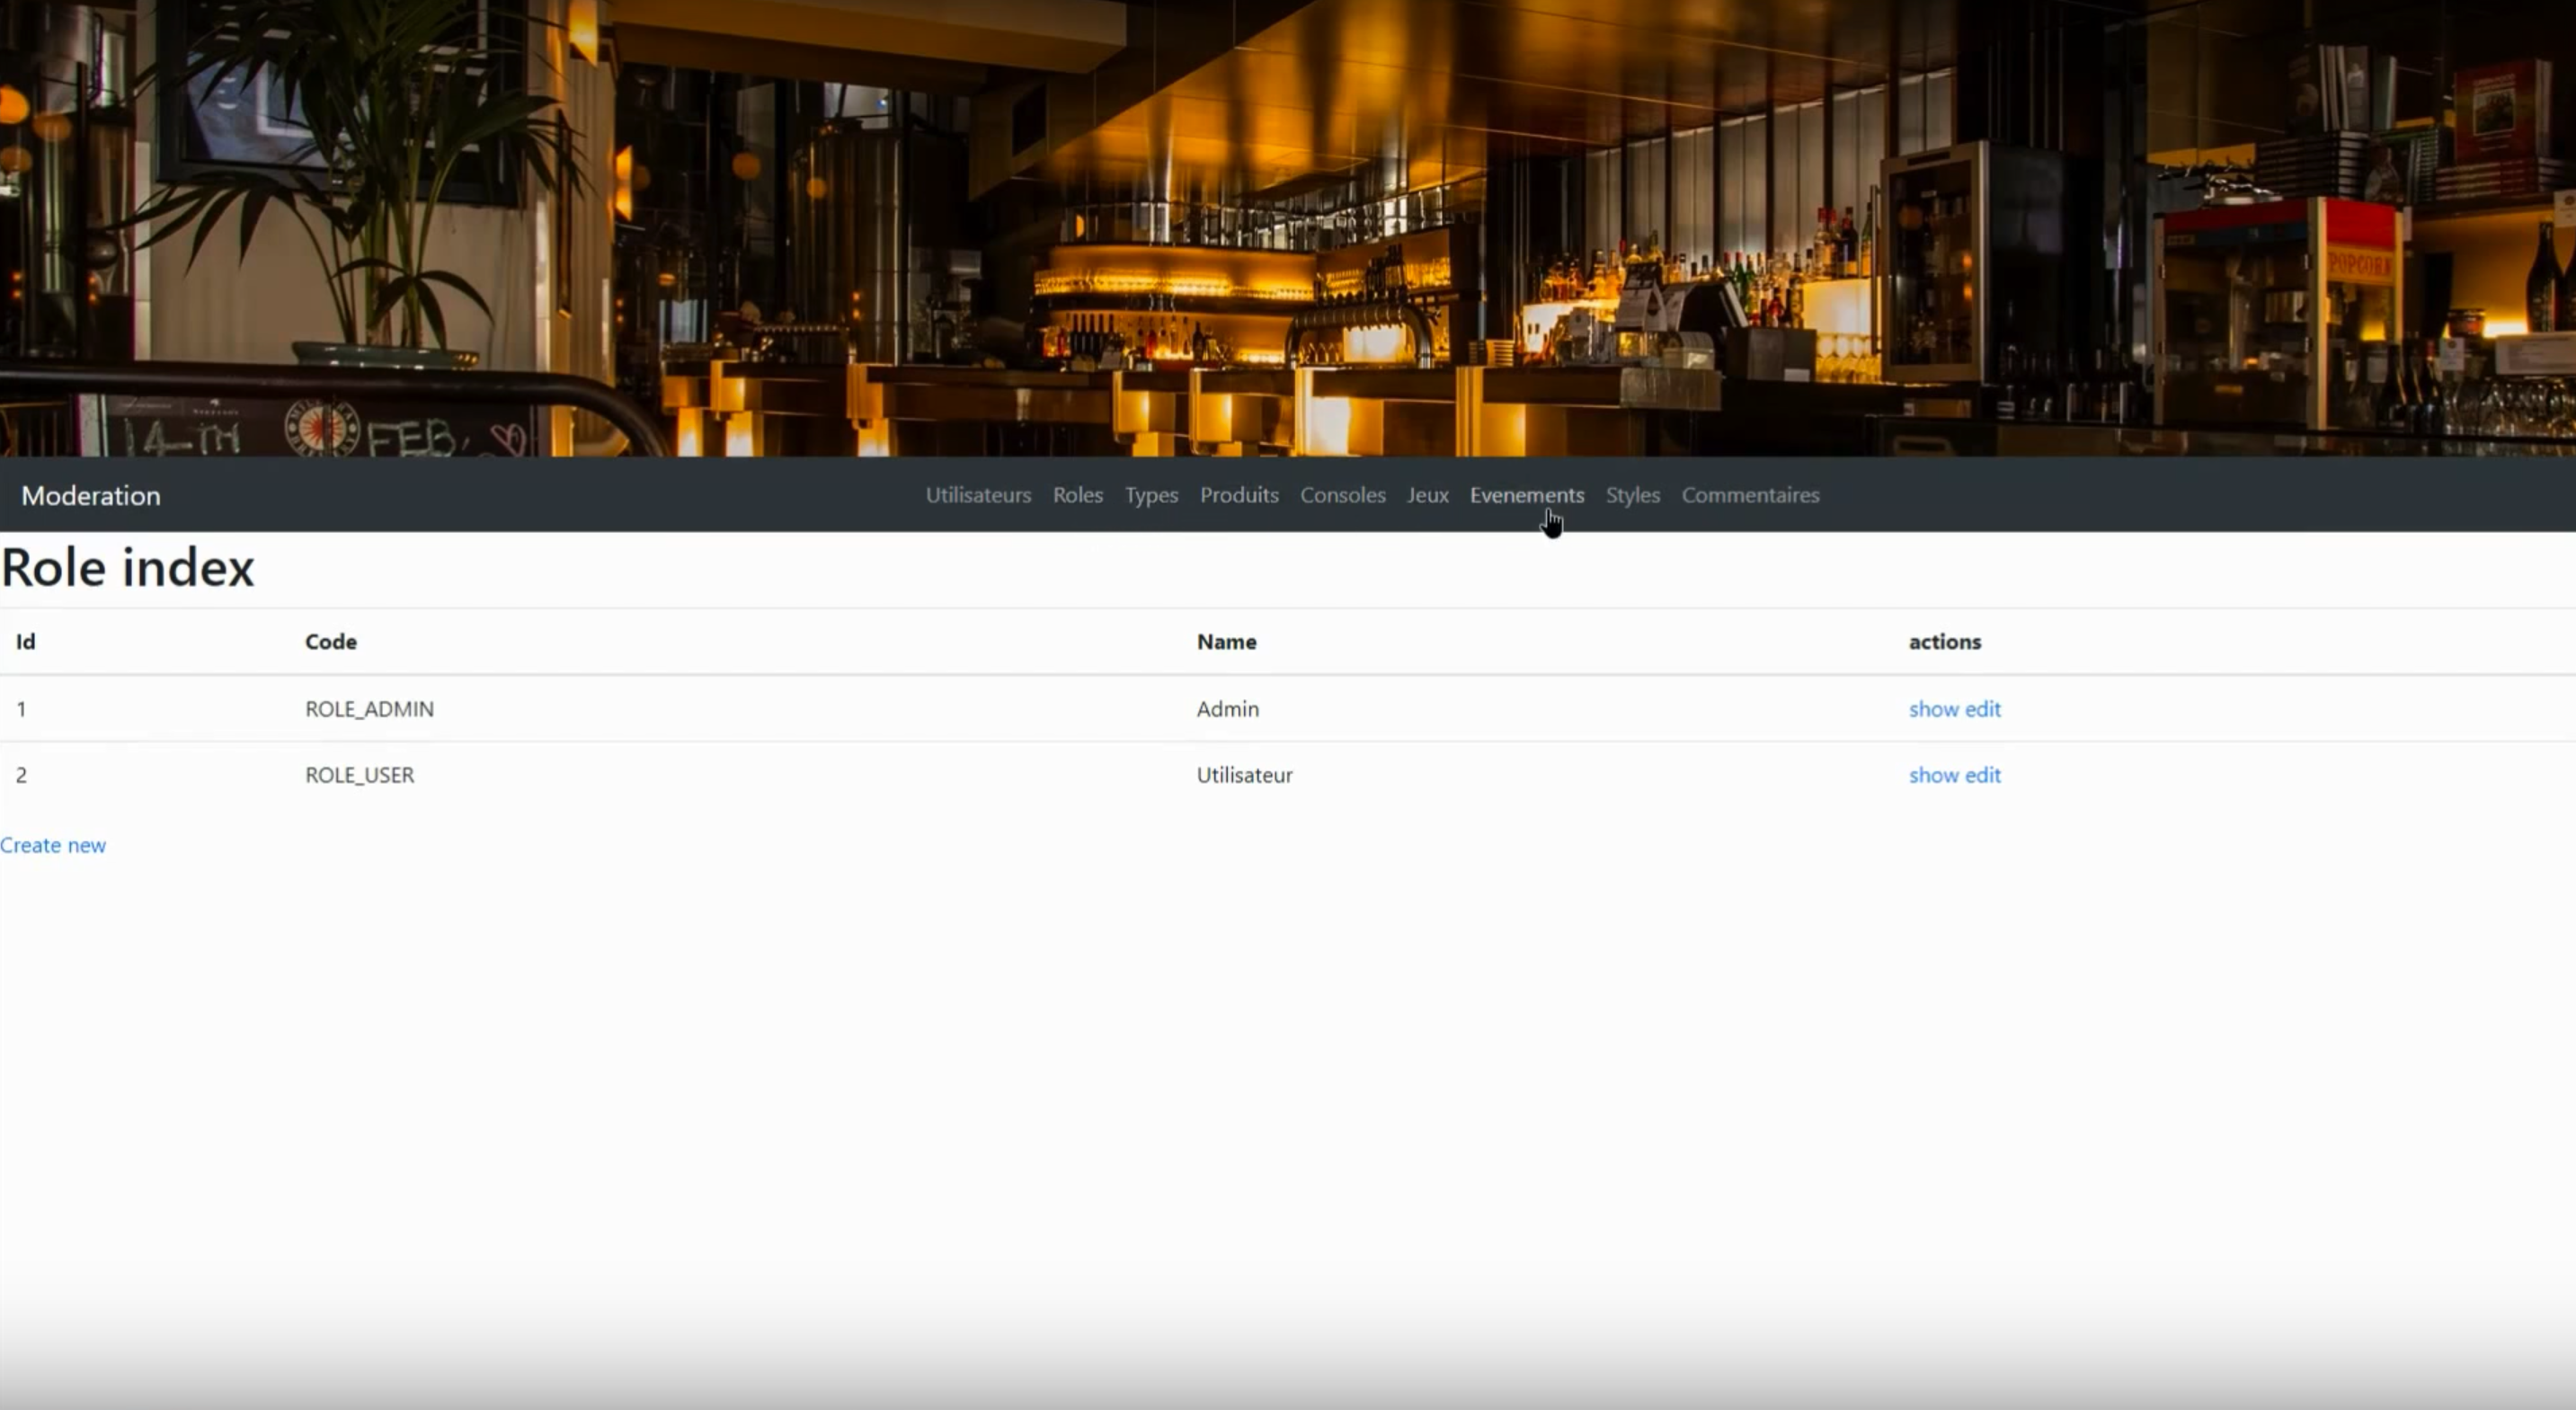 POPCORN
14-TH FEB,
Moderation Utilisateurs Roles Types Produits Consoles Jeux Evenements Styles Commentaires
Role index
Id Code Name actions
1 ROLE_ADMIN Admin show edit
2 ROLE_USER Utilisateur show edit
Create new